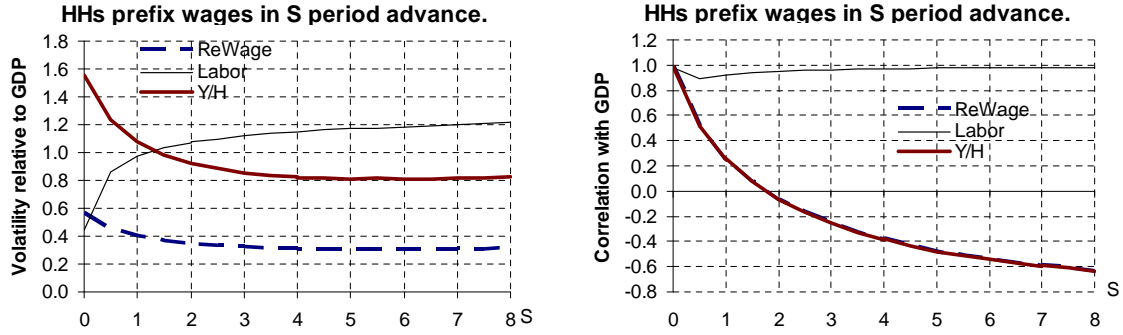 HHs prefix wages in S period advance.
Volatility relative to GDP
1.8
1.6
1.4
1.2
1.0
0.8
0.6
0.4
0.2
0.0
ReWage
Labor
Y/H
0 1 2 3 4 5 6 7 8 S
HHs prefix wages in S period advance.
Correlation with GDP
1.2
1.0
0.8
0.6
0.4
0.2
0.0
-0.2
-0.4
-0.6
-0.8
ReWage
Labor
Y/H
S
0 1 2 3 4 5 6 7 8